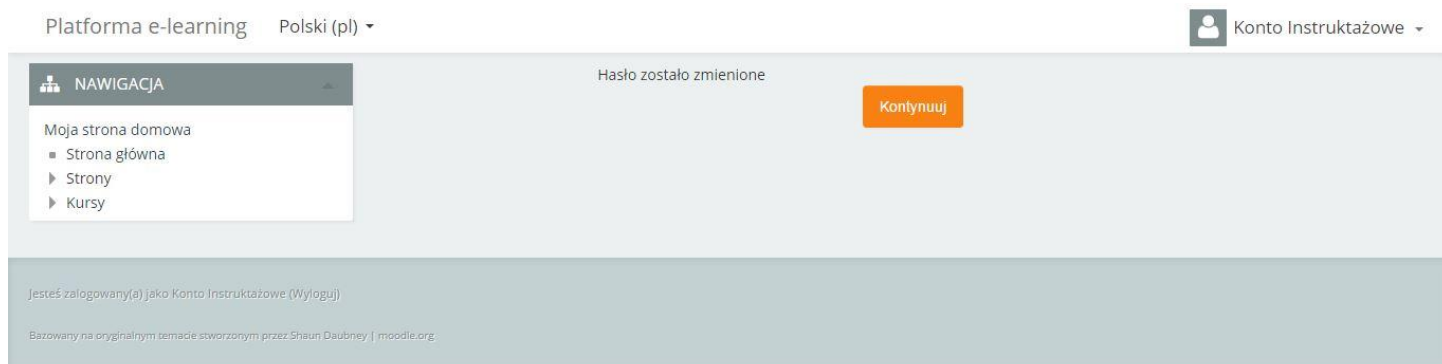 Platforma e-learning Polski (pl) Konto Instruktażowe
NAWIGACJA
Moja strona domowa
Strona główna
Strony
Kursy
Hasło zostało zmienione
Kontynuuj
Jesteś zalogowany(a) jako Konto Instruktażowe (Wyloguj)
Bazowany na oryginalnym temacie stworzonym przez Shaun Daubney | moodle.org